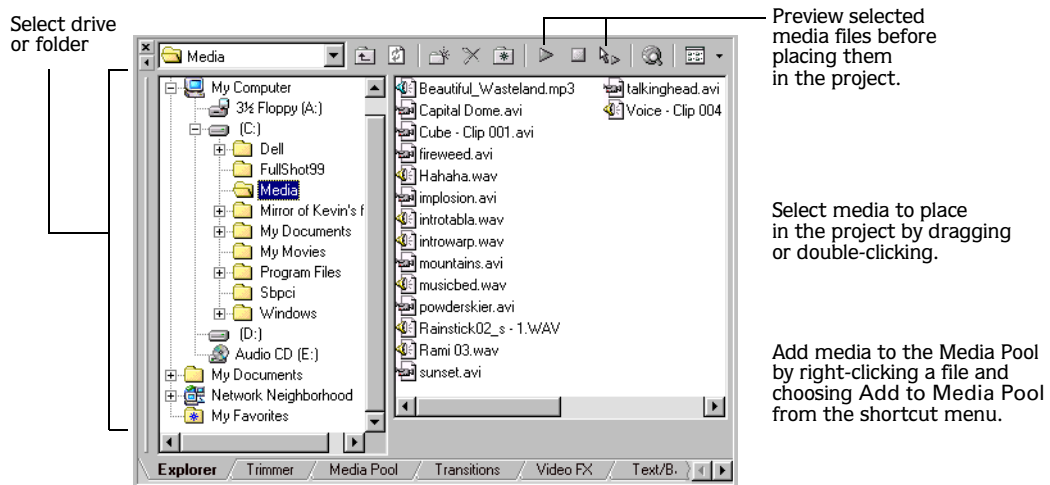 Select drive
or folder
Preview selected
media files before
placing them
in the project.
Media
My Computer
3½ Floppy (A:)
(C:)
Dell
FullShot99
Media
Mirror of Kevin's f
My Documents
My Movies
Program Files
Sbpci
Windows
(D:)
Audio CD (E:)
My Documents
Network Neighborhood
My Favorites
Beautiful_Wasteland.mp3
Capital Dome.avi
Cube - Clip 001.avi
fireweed.avi
Hahaha.wav
implosion.avi
introtabla.wav
introwarp.wav
mountains.avi
musicbed.wav
powderskier.avi
Rainstick02_s - 1.WAV
Rami 03.wav
sunset.avi
talkinghead.avi
Voice - Clip 004
Select media to place
in the project by dragging
or double-clicking.
Add media to the Media Pool
by right-clicking a file and
choosing Add to Media Pool
from the shortcut menu.
Explorer
Trimmer
Media Pool
Transitions
Video FX
Text/B